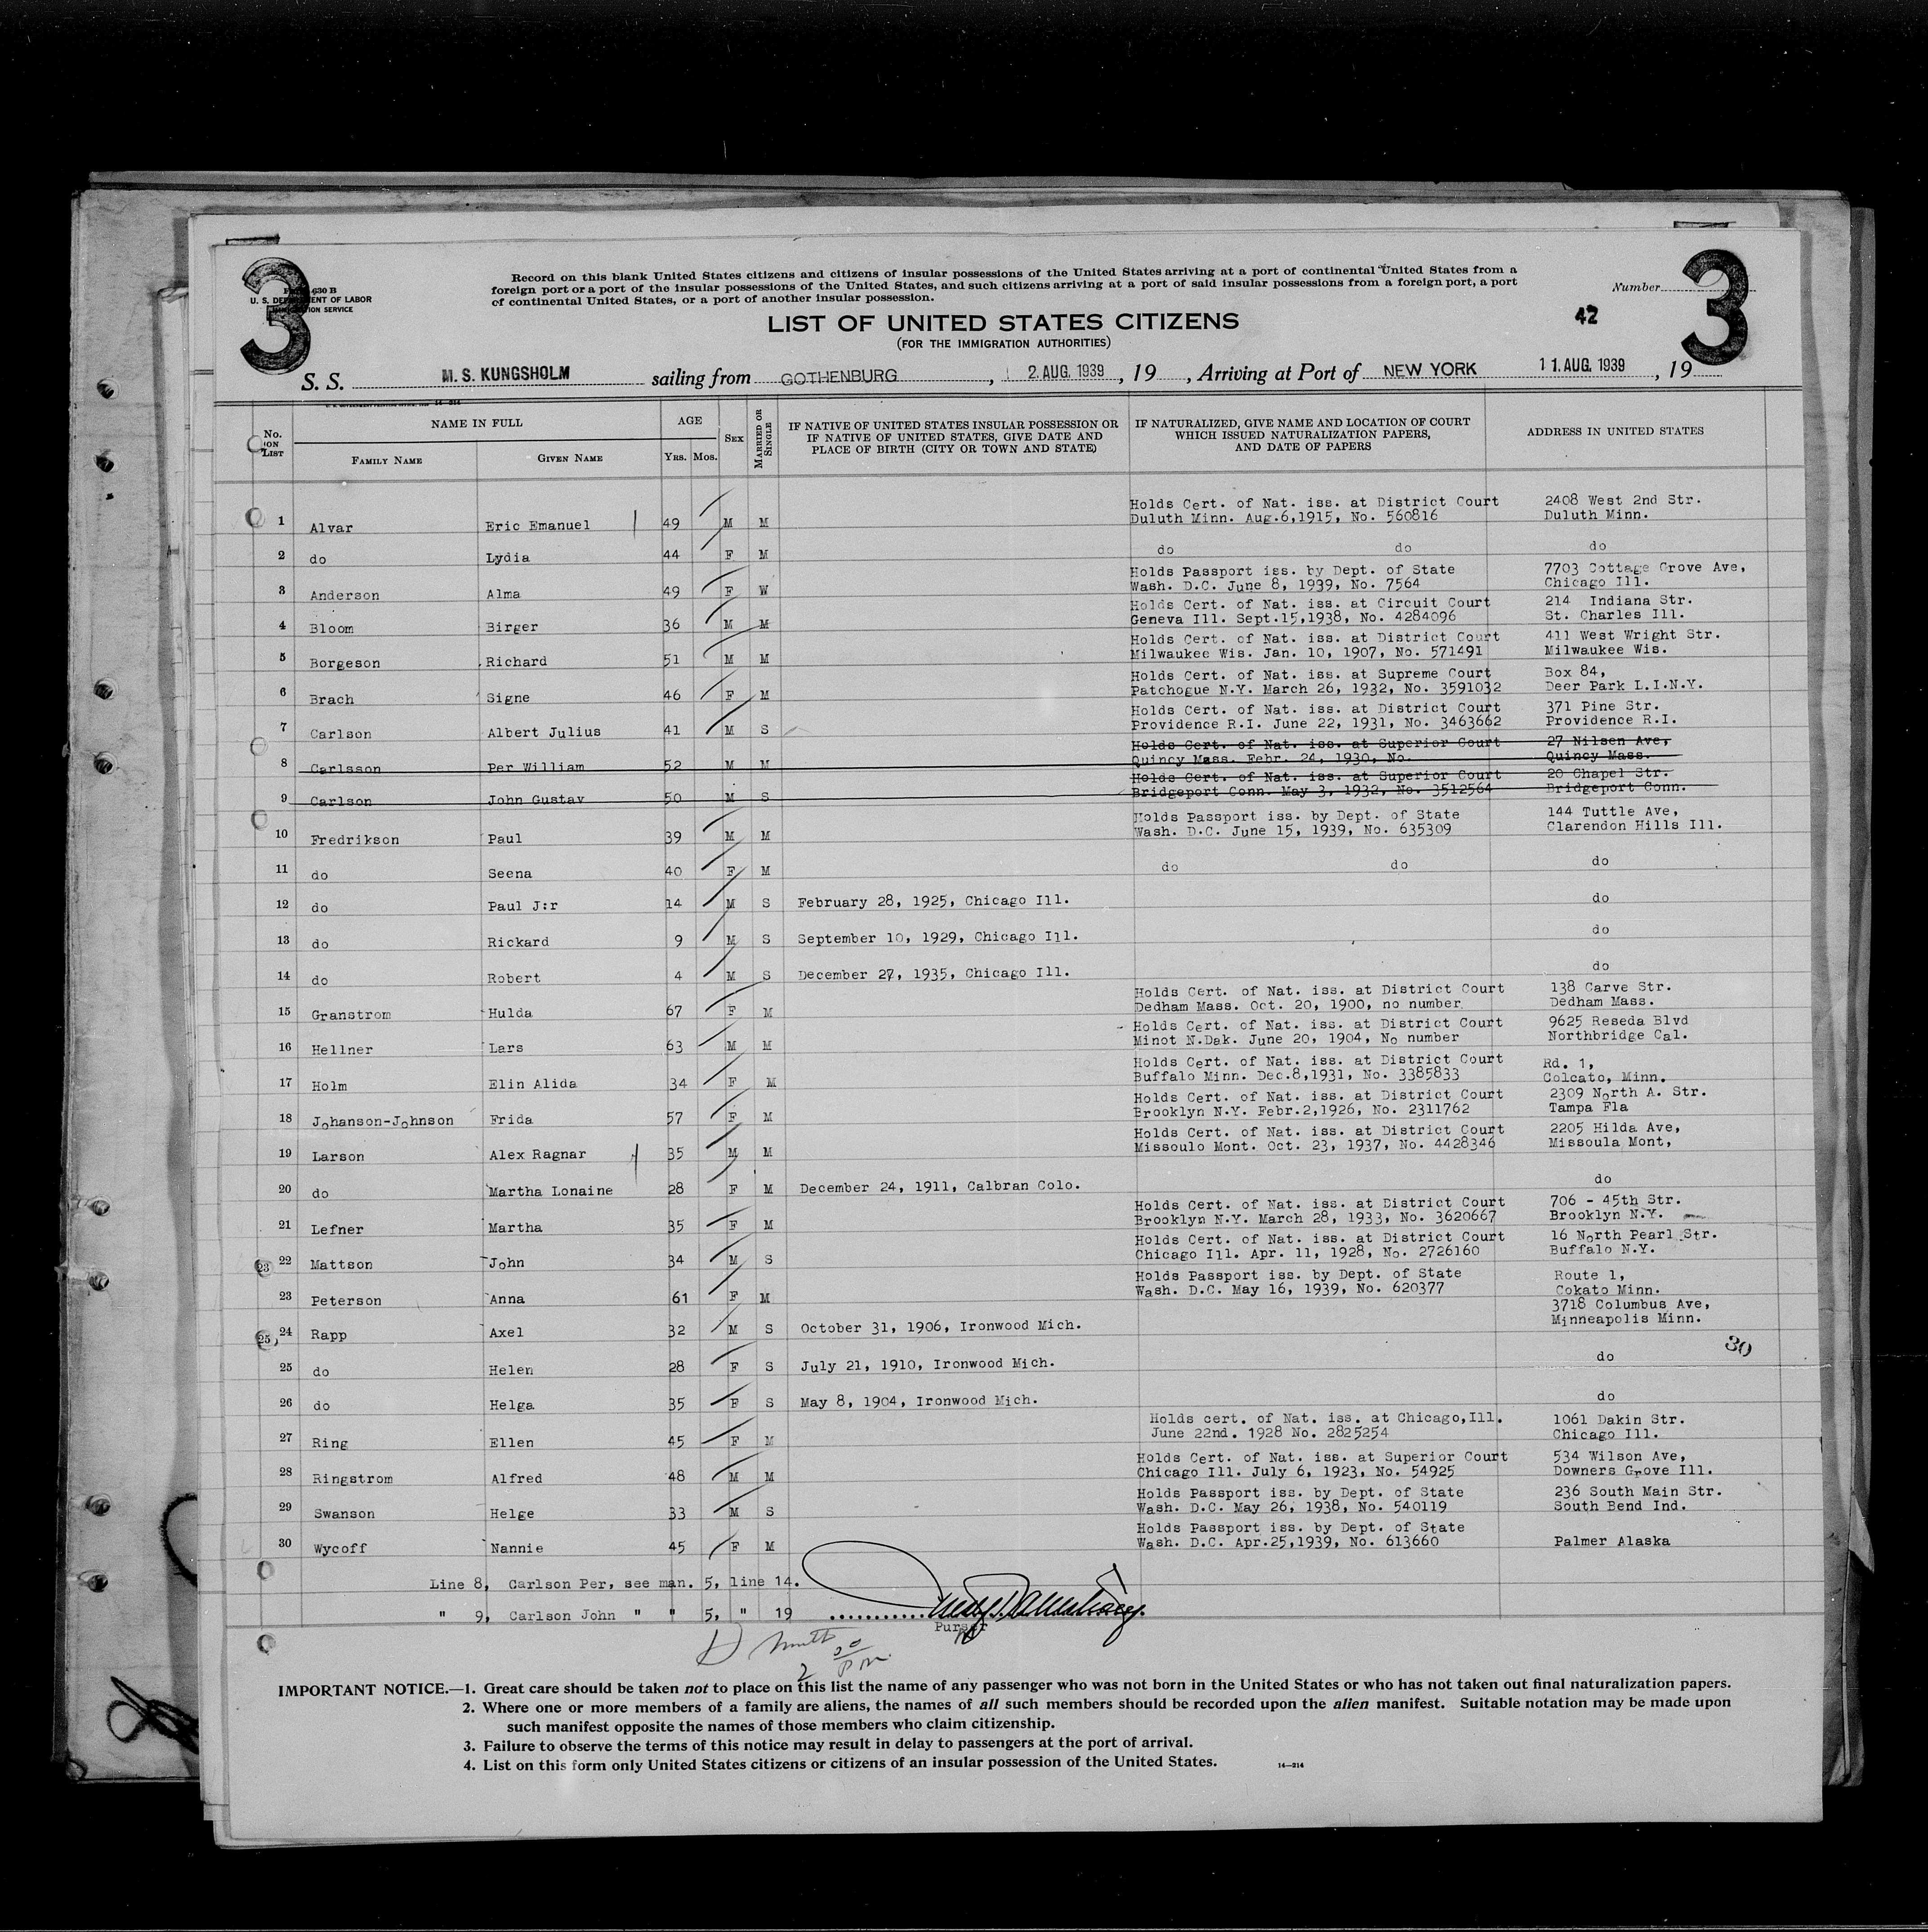 3
3
FORM 630 B
U. S. DEPARTMENT OF LABOR
IMMIGRATION SERVICE
Record on this blank United States citizens and citizens of insular possessions of the United States arriving at a port of continental United States from a
foreign port or a port of the insular possessions of the United States, and such citizens arriving at a port of said insular possessions from a foreign port, a port
of continental United States, or a port of another insular possession.
Number
42
LIST OF UNITED STATES CITIZENS
(FOR THE IMMIGRATION AUTHORITIES)
S. S. M. S. KUNGSHOLM sailing from GOTHENBURG, 2. AUG. 1939, 19, Arriving at Port of NEW YORK 11. AUG. 1939, 19
No. ON LIST NAME IN FULL AGE SEX MARRIED OR SINGLE IF NATIVE OF UNITED STATES INSULAR POSSESSION OR IF NATIVE OF UNITED STATES, GIVE DATE AND PLACE OF BIRTH (CITY OR TOWN AND STATE) IF NATURALIZED, GIVE NAME AND LOCATION OF COURT WHICH ISSUED NATURALIZATION PAPERS, AND DATE OF PAPERS ADDRESS IN UNITED STATES
FAMILY NAME GIVEN NAME YRS. MOS.
Holds Cert. of Nat. iss. at District Court 2408 West 2nd Str.
1 Alvar Eric Emanuel 49 M M Duluth Minn. Aug.6,1915, No. 560816 Duluth Minn.
2 do Lydia 44 F M do do do
Holds Passport iss. by Dept. of State 7703 Cottage Grove Ave,
3 Anderson Alma 49 F W Wash. D.C. June 8, 1939, No. 7564 Chicago Ill.
Holds Cert. of Nat. iss. at Circuit Court 214 Indiana Str.
4 Bloom Birger 36 M M Geneva Ill. Sept.15,1938, No. 4284096 St. Charles Ill.
Holds Cert. of Nat. iss. at District Court 411 West Wright Str.
5 Borgeson Richard 51 M M Milwaukee Wis. Jan. 10, 1907, No. 571491 Milwaukee Wis.
Holds Cert. of Nat. iss. at Supreme Court Box 84,
6 Brach Signe 46 F M Patchogue N.Y. March 26, 1932, No. 3591032 Deer Park L.I.N.Y.
Holds Cert. of Nat. iss. at District Court 371 Pine Str.
7 Carlson Albert Julius 41 M S Providence R.I. June 22, 1931, No. 3463662 Providence R.I.
Holds Cert. of Nat. iss. at Superior Court 27 Nilsen Ave,
8 Carlsson Per William 52 M M Quincy Mass. Febr. 24, 1930, No. Quincy Mass.
Holds Cert. of Nat. iss. at Superior Court 20 Chapel Str.
9 Carlson John Gustav 50 M S Bridgeport Conn. May 3, 1932, No. 3512564 Bridgeport Conn.
Holds Passport iss. by Dept. of State 144 Tuttle Ave,
10 Fredrikson Paul 39 M M Wash. D.C. June 15, 1939, No. 635309 Clarendon Hills Ill.
11 do Seena 40 F M do do do
12 do Paul J:r 14 M S February 28, 1925, Chicago Ill. do
13 do Rickard 9 M S September 10, 1929, Chicago Ill. do
14 do Robert 4 M S December 27, 1935, Chicago Ill. do
Holds Cert. of Nat. iss. at District Court 138 Carve Str.
15 Granstrom Hulda 67 F M Dedham Mass. Oct. 20, 1900, no number Dedham Mass.
Holds Cert. of Nat. iss. at District Court 9625 Reseda Blvd
16 Hellner Lars 63 M M Minot N.Dak. June 20, 1904, No number Northbridge Cal.
Holds Cert. of Nat. iss. at District Court Rd. 1,
17 Holm Elin Alida 34 F M Buffalo Minn. Dec.8,1931, No. 3385833 Colcato, Minn.
Holds Cert. of Nat. iss. at District Court 2309 North A. Str.
18 Johanson-Johnson Frida 57 F M Brooklyn N.Y. Febr.2,1926, No. 2311762 Tampa Fla
Holds Cert. of Nat. iss. at District Court 2205 Hilda Ave,
19 Larson Alex Ragnar 35 M M Missoulo Mont. Oct. 23, 1937, No. 4428346 Missoula Mont,
20 do Martha Lonaine 28 F M December 24, 1911, Calbran Colo. do
Holds Cert. of Nat. iss. at District Court 706 - 45th Str.
21 Lefner Martha 35 F M Brooklyn N.Y. March 28, 1933, No. 3620667 Brooklyn N.Y.
Holds Cert. of Nat. iss. at District Court 16 North Pearl Str.
23 22 Mattson John 34 M S Chicago Ill. Apr. 11, 1928, No. 2726160 Buffalo N.Y.
Holds Passport iss. by Dept. of State Route 1,
23 Peterson Anna 61 F M Wash. D.C. May 16, 1939, No. 620377 Cokato Minn.
3718 Columbus Ave,
25, 24 Rapp Axel 32 M S October 31, 1906, Ironwood Mich. Minneapolis Minn.
30
25 do Helen 28 F S July 21, 1910, Ironwood Mich. do
26 do Helga 35 F S May 8, 1904, Ironwood Mich. do
Holds cert. of Nat. iss. at Chicago,Ill. 1061 Dakin Str.
27 Ring Ellen 45 F M June 22nd. 1928 No. 2825254 Chicago Ill.
Holds Cert. of Nat. iss. at Superior Court 534 Wilson Ave,
28 Ringstrom Alfred 48 M M Chicago Ill. July 6, 1923, No. 54925 Downers Grove Ill.
Holds Passport iss. by Dept. of State 236 South Main Str.
29 Swanson Helge 33 M S Wash. D.C. May 26, 1938, No. 540119 South Bend Ind.
Holds Passport iss. by Dept. of State
30 Wycoff Nannie 45 F M Wash. D.C. Apr.25,1939, No. 613660 Palmer Alaska
Line 8, Carlson Per, see man. 5, line 14.
" 9, Carlson John " " 5, " 19
Purser
IMPORTANT NOTICE.—1. Great care should be taken not to place on this list the name of any passenger who was not born in the United States or who has not taken out final naturalization papers.
2. Where one or more members of a family are aliens, the names of all such members should be recorded upon the alien manifest. Suitable notation may be made upon
such manifest opposite the names of those members who claim citizenship.
3. Failure to observe the terms of this notice may result in delay to passengers at the port of arrival.
4. List on this form only United States citizens or citizens of an insular possession of the United States.
14—214